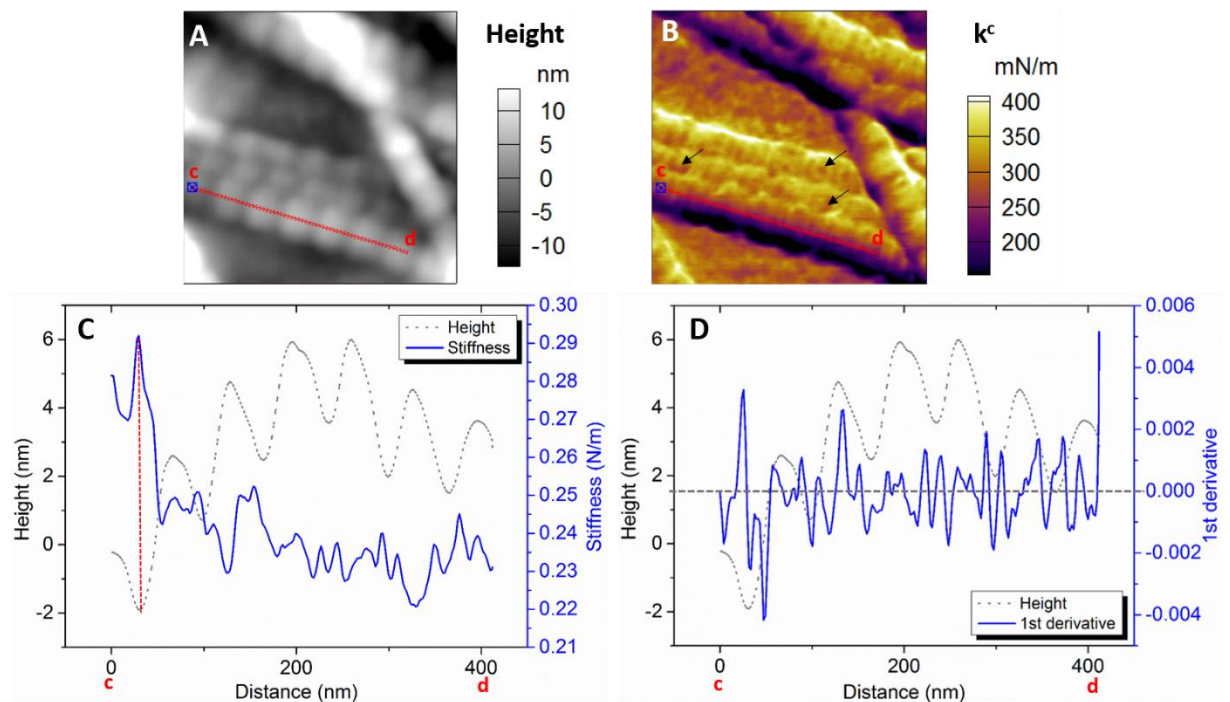 A
Height
nm
10
5
0
-5
-10
c
d
B
kᶜ
mN/m
400
350
300
250
200
c
d
C
Height
Stiffness
6
4
2
0
-2
Height (nm)
0.30
0.29
0.28
0.27
0.26
0.25
0.24
0.23
0.22
0.21
Stiffness (N/m)
0 200 400
Distance (nm)
c d
D
6
4
2
0
-2
Height (nm)
0.006
0.004
0.002
0.000
-0.002
-0.004
1st derivative
Height
1st derivative
0 200 400
Distance (nm)
c d